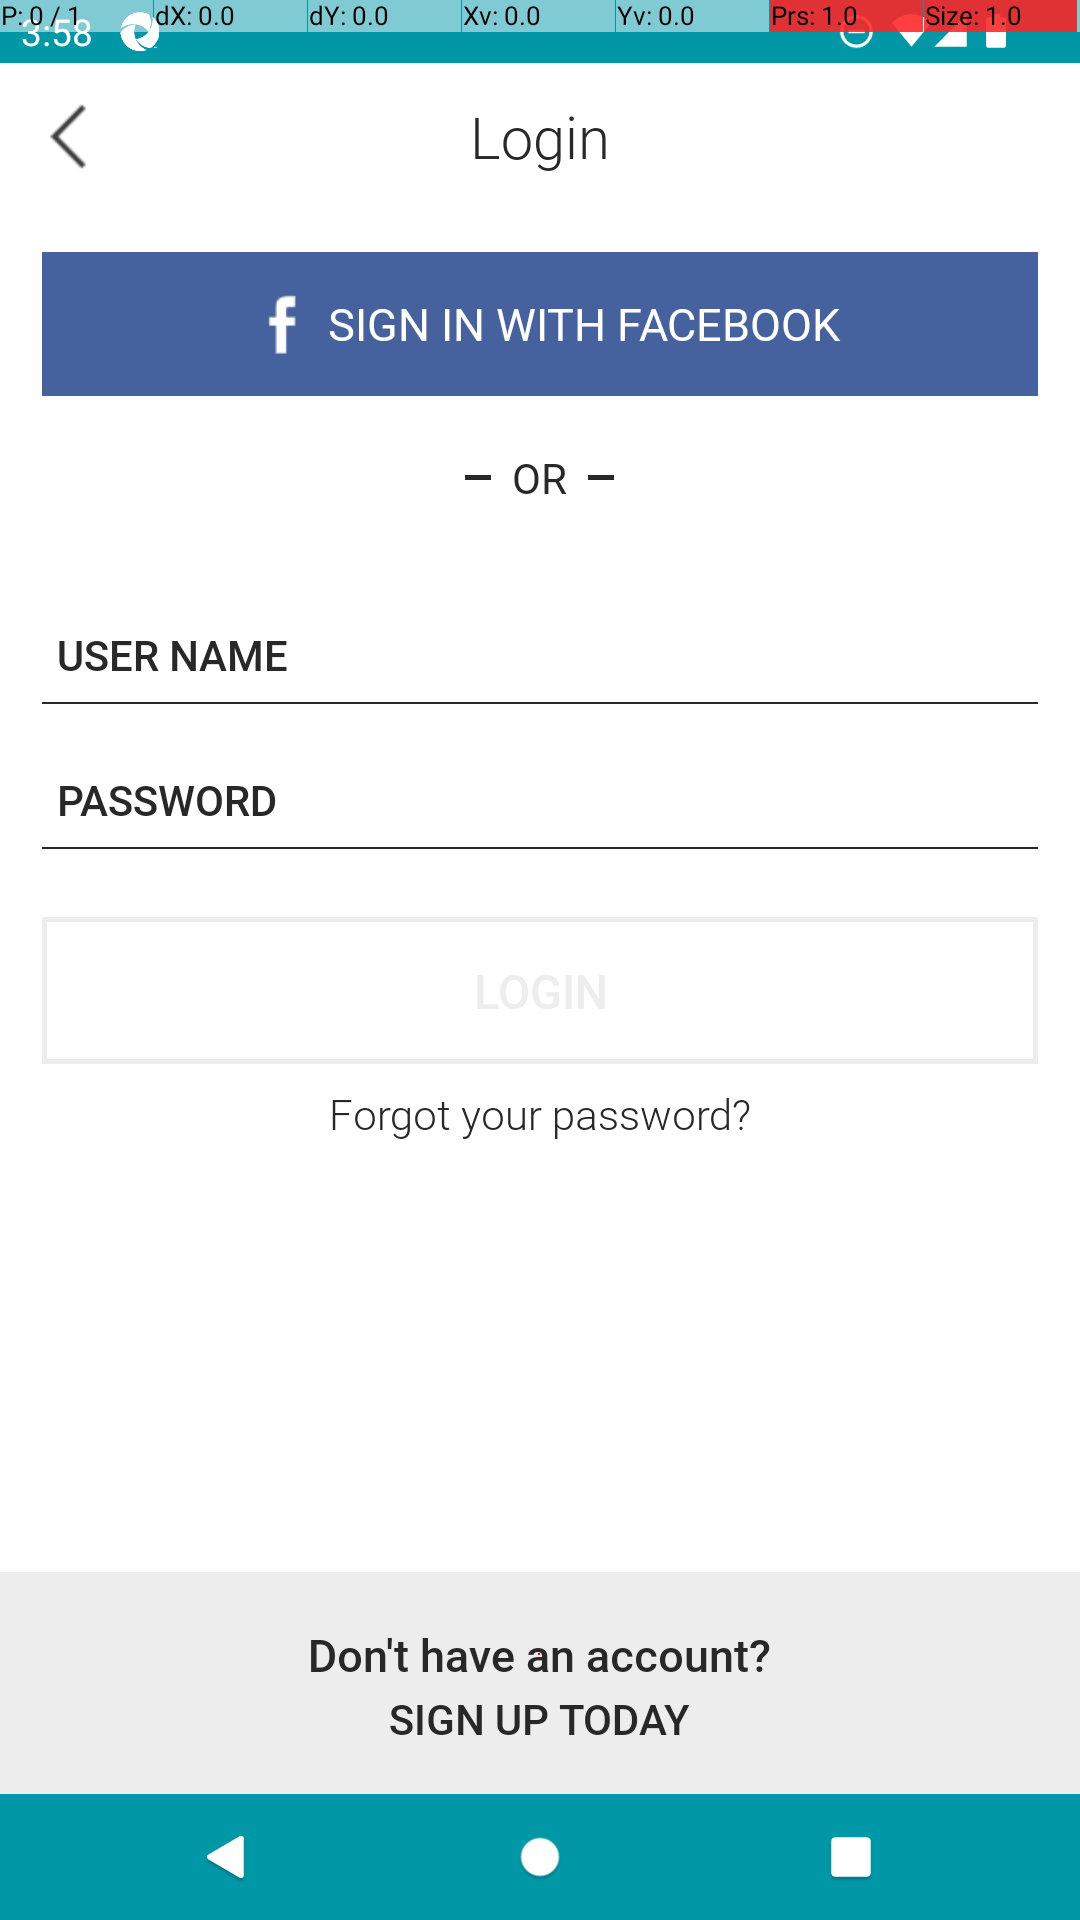 P: 0 / 1 dX: 0.0 dY: 0.0 Xv: 0.0 Yv: 0.0 Prs: 1.0 Size: 1.0
3:58
Login
f SIGN IN WITH FACEBOOK
– OR –
USER NAME
PASSWORD
LOGIN
Forgot your password?
Don't have an account?
SIGN UP TODAY